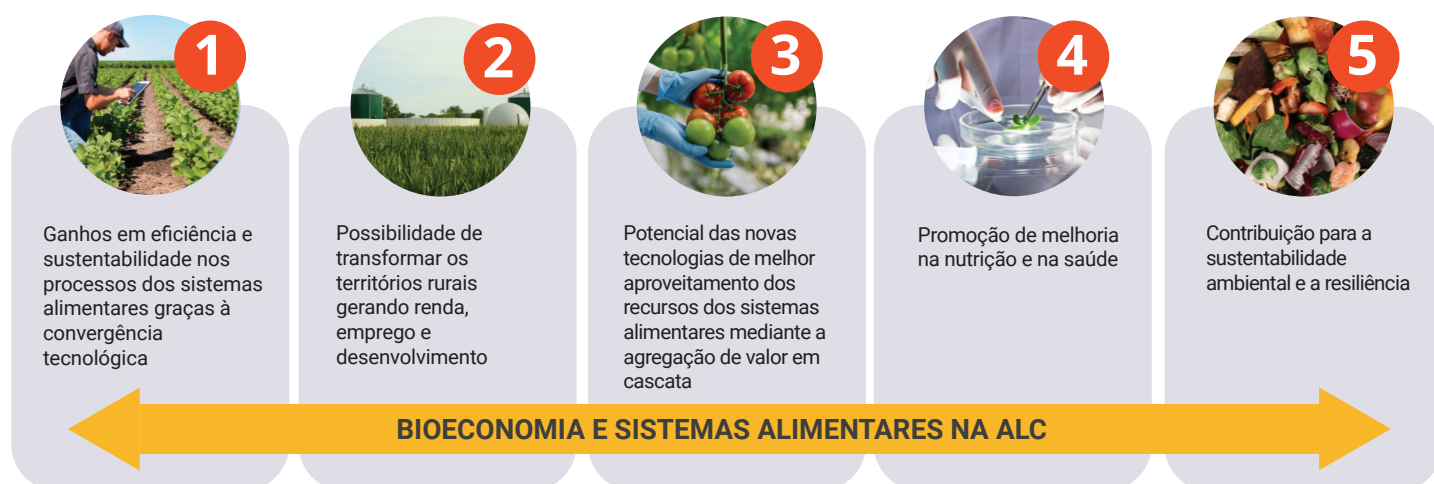 1
Ganhos em eficiência e
sustentabilidade nos
processos dos sistemas
alimentares graças à
convergência
tecnológica
2
Possibilidade de
transformar os
territórios rurais
gerando renda,
emprego e
desenvolvimento
3
Potencial das novas
tecnologias de melhor
aproveitamento dos
recursos dos sistemas
alimentares mediante a
agregação de valor em
cascata
4
Promoção de melhoria
na nutrição e na saúde
5
Contribuição para a
sustentabilidade
ambiental e a resiliência
BIOECONOMIA E SISTEMAS ALIMENTARES NA ALC